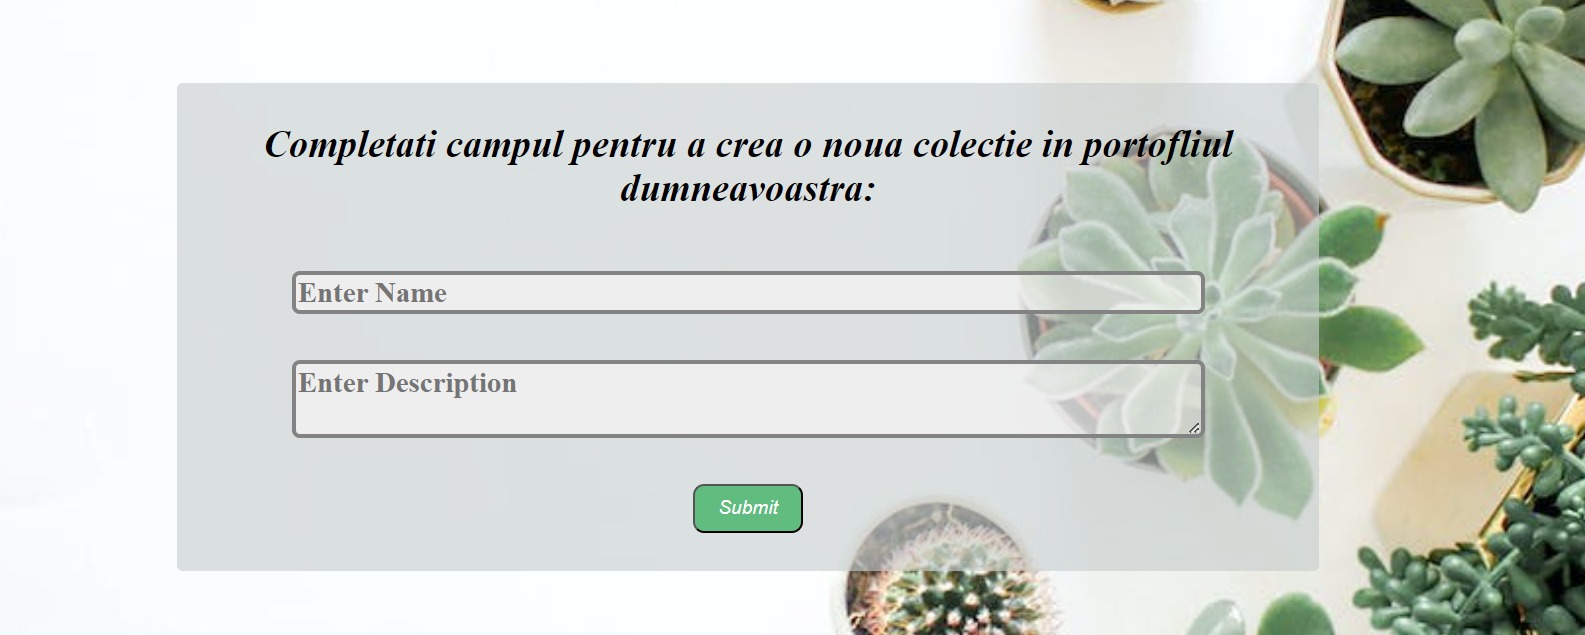 Completati campul pentru a crea o noua colectie in portofliul
dumneavoastra:
Enter Name
Enter Description
Submit